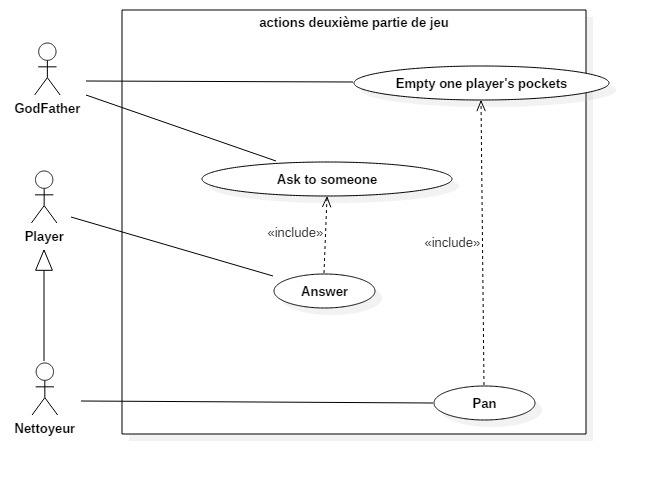 actions deuxième partie de jeu
Empty one player's pockets
GodFather
Ask to someone
Player
«include»
«include»
Answer
Pan
Nettoyeur